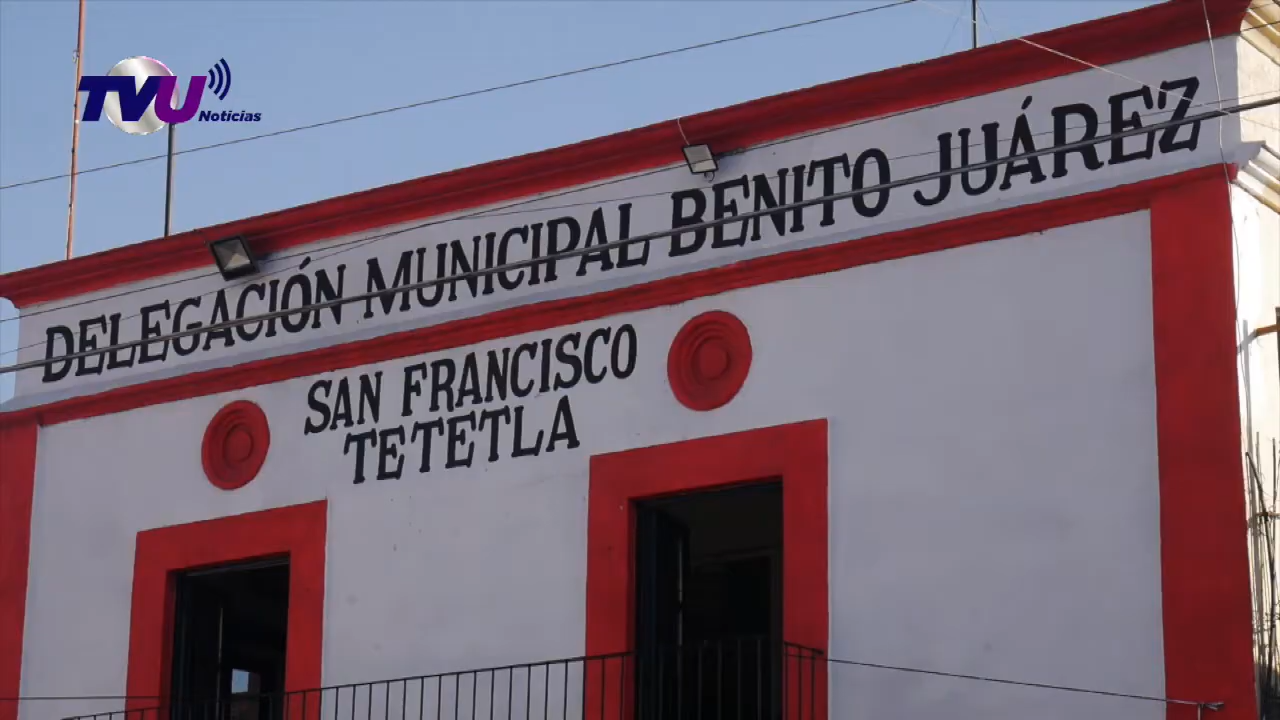 TVU
Noticias
DELEGACIÓN MUNICIPAL BENITO JUÁREZ
SAN FRANCISCO
TETETLA